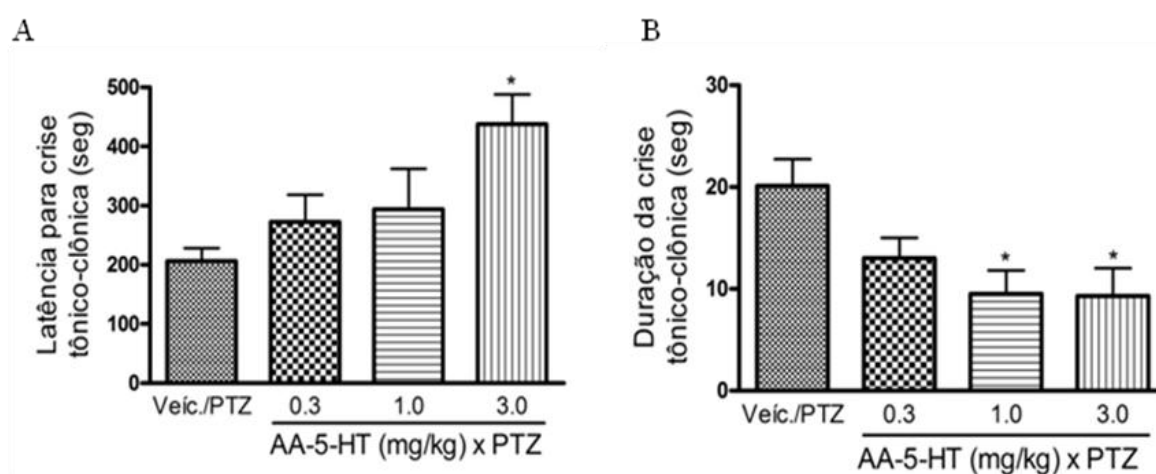 A
Latência para crise
tônico-clônica (seg)
500
400
300
200
100
0
*
Veíc./PTZ
0.3
1.0
3.0
AA-5-HT (mg/kg) x PTZ
B
Duração da crise
tônico-clônica (seg)
30
20
10
0
*
*
Veíc./PTZ
0.3
1.0
3.0
AA-5-HT (mg/kg) x PTZ